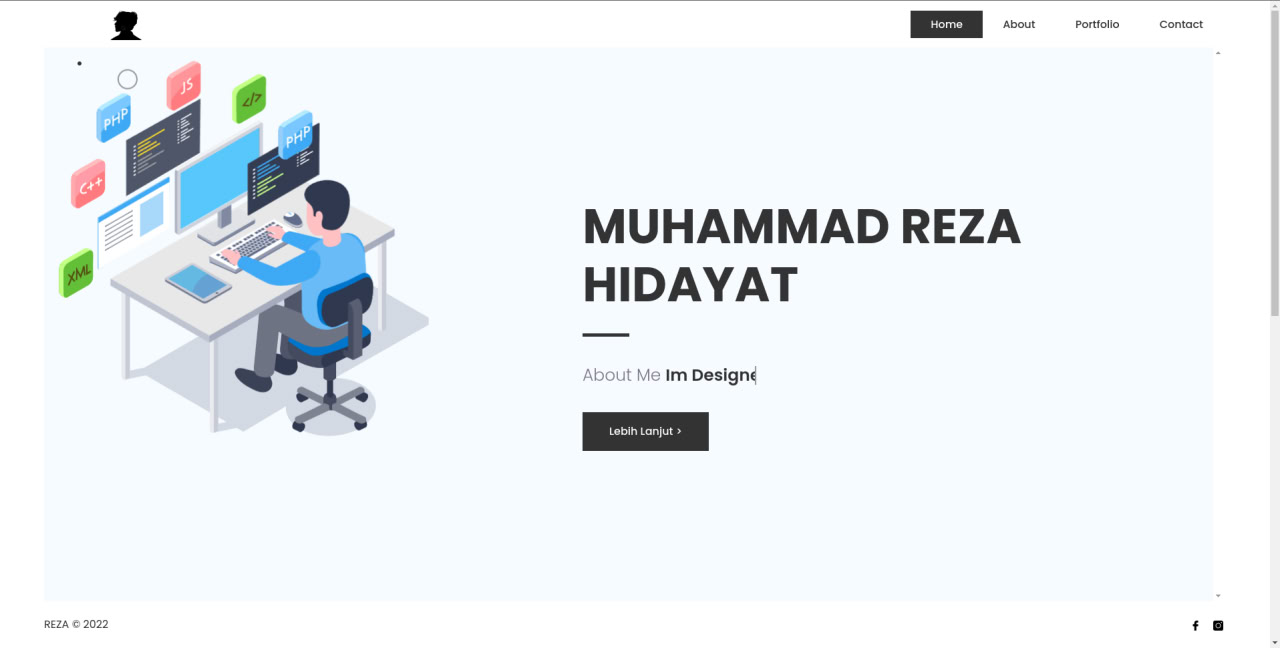 Home About Portfolio Contact
JS
</>
PHP
PHP
C++
XML
MUHAMMAD REZA
HIDAYAT
About Me Im Designe
Lebih Lanjut >
REZA © 2022